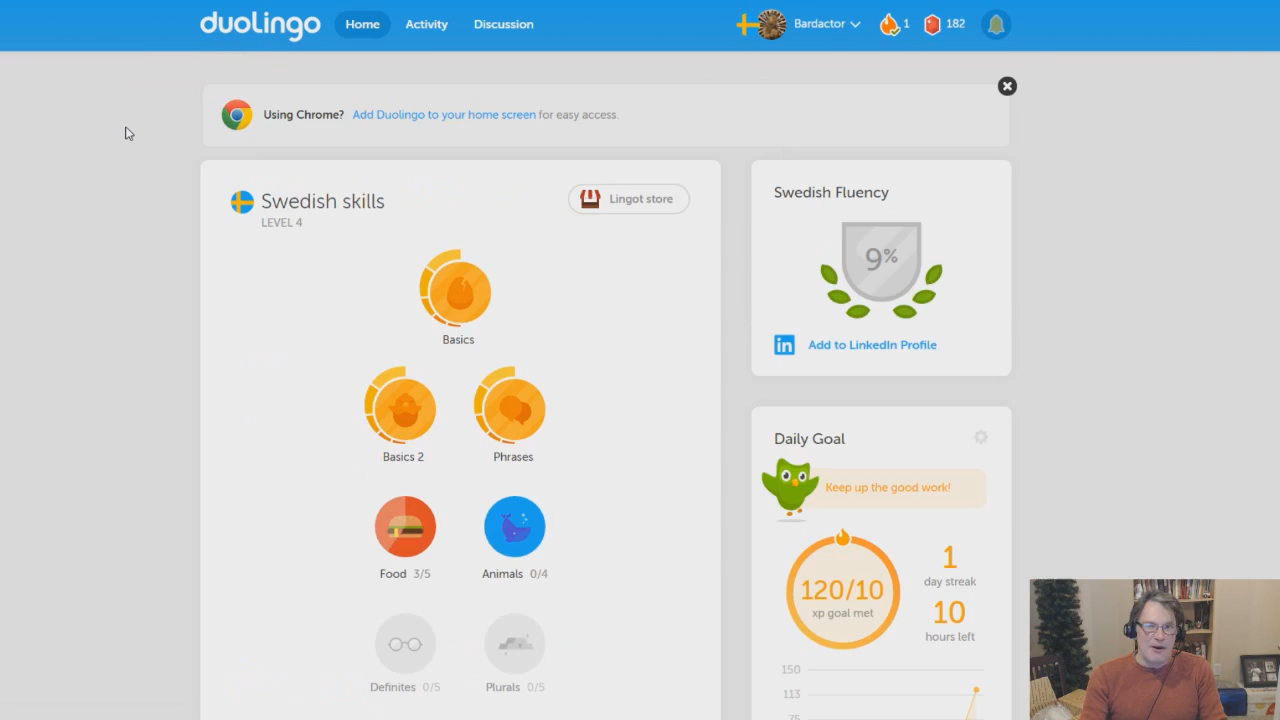 duolingo
Home
Activity
Discussion
Bardactor
1
182
Using Chrome? Add Duolingo to your home screen for easy access.
Swedish skills
LEVEL 4
Lingot store
Basics
Basics 2
Phrases
Food 3/5
Animals 0/4
Definites 0/5
Plurals 0/5
Swedish Fluency
9%
in
Add to LinkedIn Profile
Daily Goal
Keep up the good work!
120/10
xp goal met
1
day streak
10
hours left
150
113
75